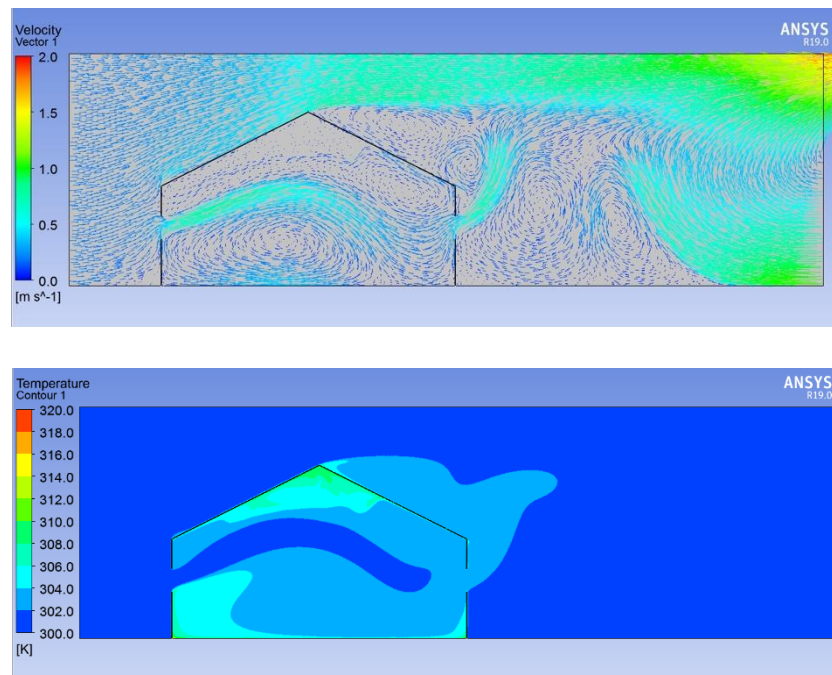 Velocity
Vector 1
ANSYS
R19.0
2.0
1.5
1.0
0.5
0.0
[m s^-1]
Temperature
Contour 1
ANSYS
R19.0
320.0
318.0
316.0
314.0
312.0
310.0
308.0
306.0
304.0
302.0
300.0
[K]